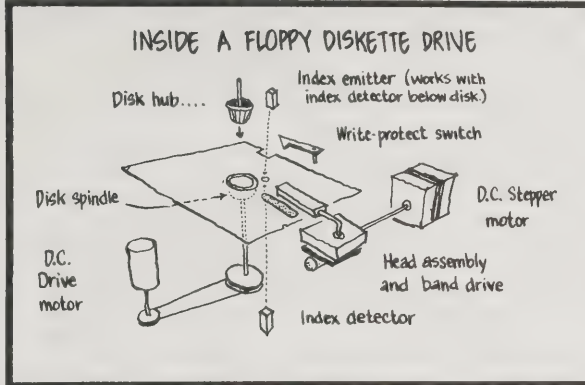 INSIDE A FLOPPY DISKETTE DRIVE
Disk hub....
Index emitter (works with
index detector below disk.)
Write-protect switch
Disk spindle
D.C. Stepper
motor
D.C.
Drive
motor
Head assembly
and band drive
Index detector